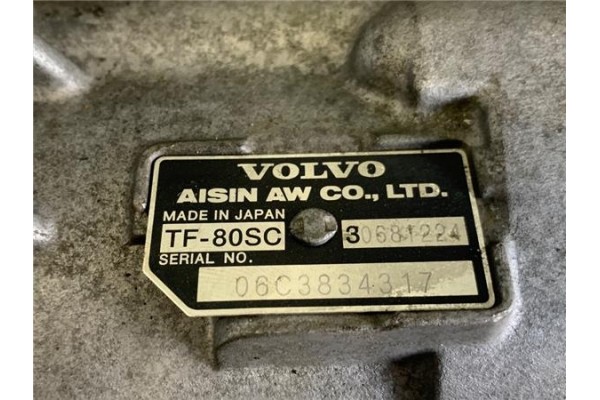 VOLVO
AISIN AW CO., LTD.
MADE IN JAPAN
TF-80SC 30681224
SERIAL NO.
06C3834317